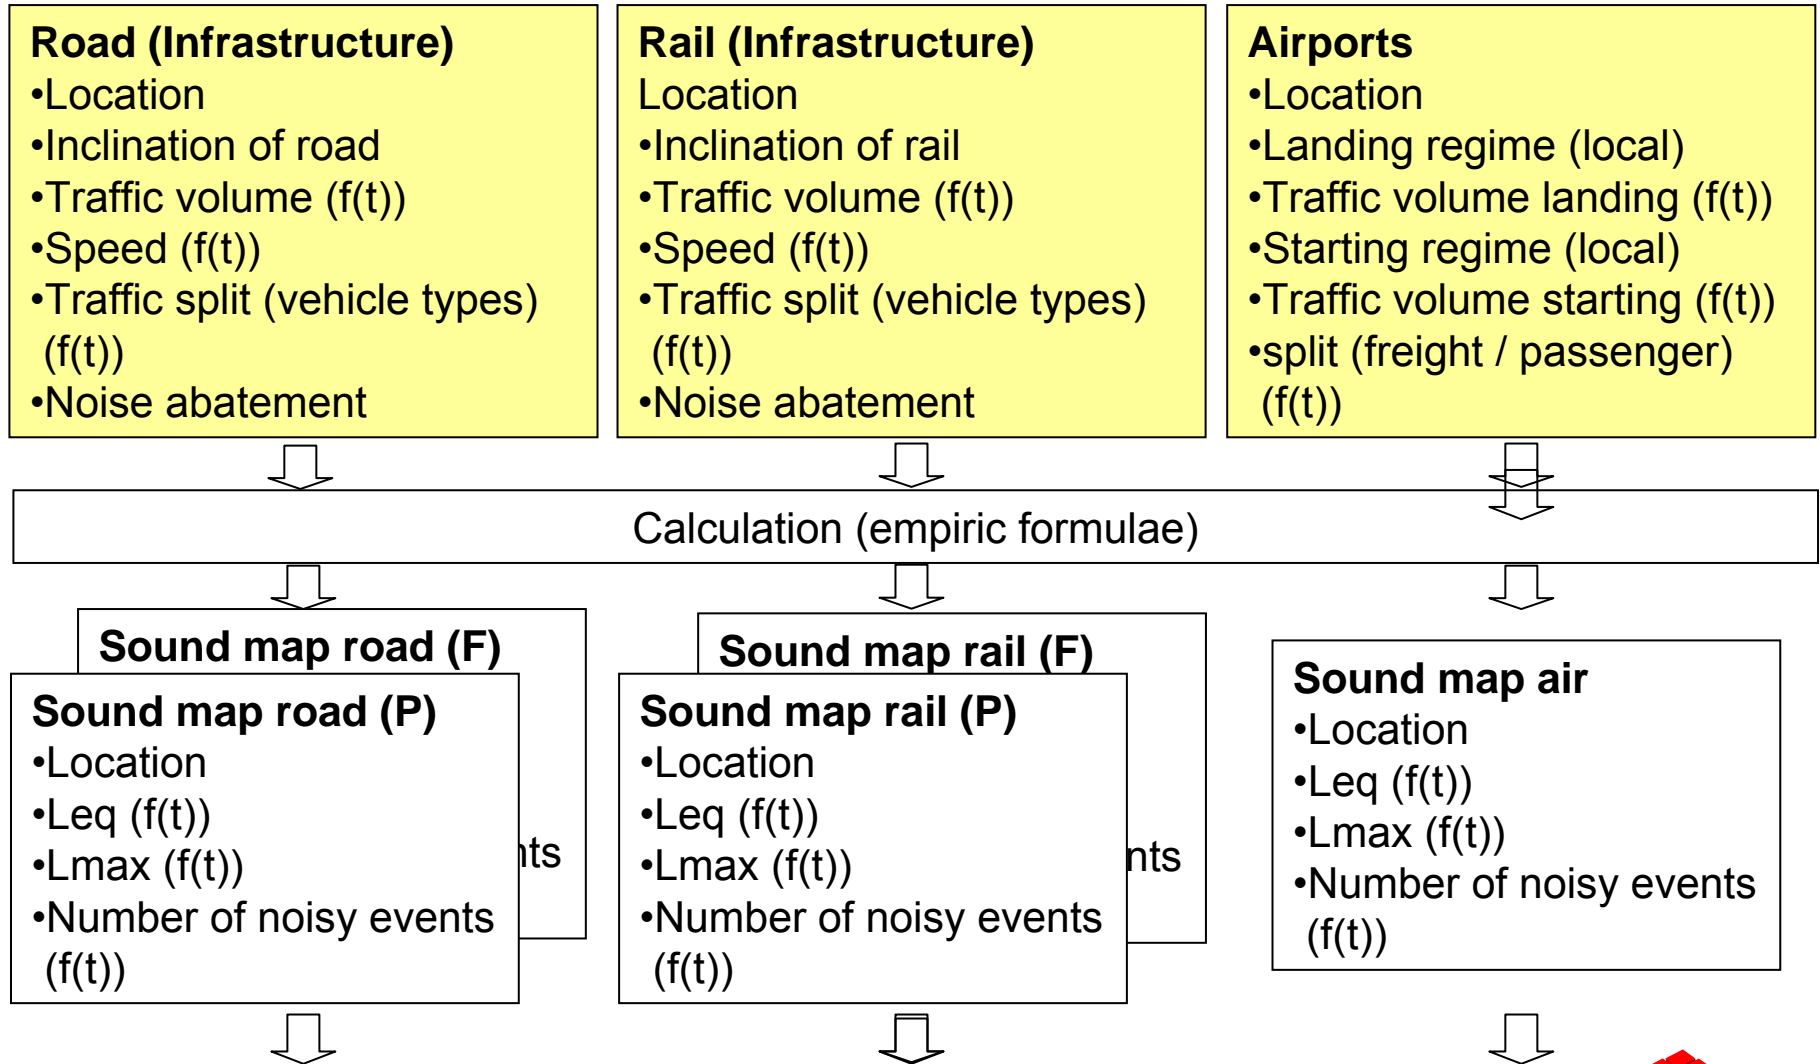 Road (Infrastructure)
•Location
•Inclination of road
•Traffic volume (f(t))
•Speed (f(t))
•Traffic split (vehicle types)
(f(t))
•Noise abatement
Rail (Infrastructure)
Location
•Inclination of rail
•Traffic volume (f(t))
•Speed (f(t))
•Traffic split (vehicle types)
(f(t))
•Noise abatement
Airports
•Location
•Landing regime (local)
•Traffic volume landing (f(t))
•Starting regime (local)
•Traffic volume starting (f(t))
•split (freight / passenger)
(f(t))
Calculation (empiric formulae)
Sound map road (F)
Sound map road (P)
•Location
•Leq (f(t))
•Lmax (f(t))
•Number of noisy events
(f(t))
Sound map rail (F)
Sound map rail (P)
•Location
•Leq (f(t))
•Lmax (f(t))
•Number of noisy events
(f(t))
Sound map air
•Location
•Leq (f(t))
•Lmax (f(t))
•Number of noisy events
(f(t))